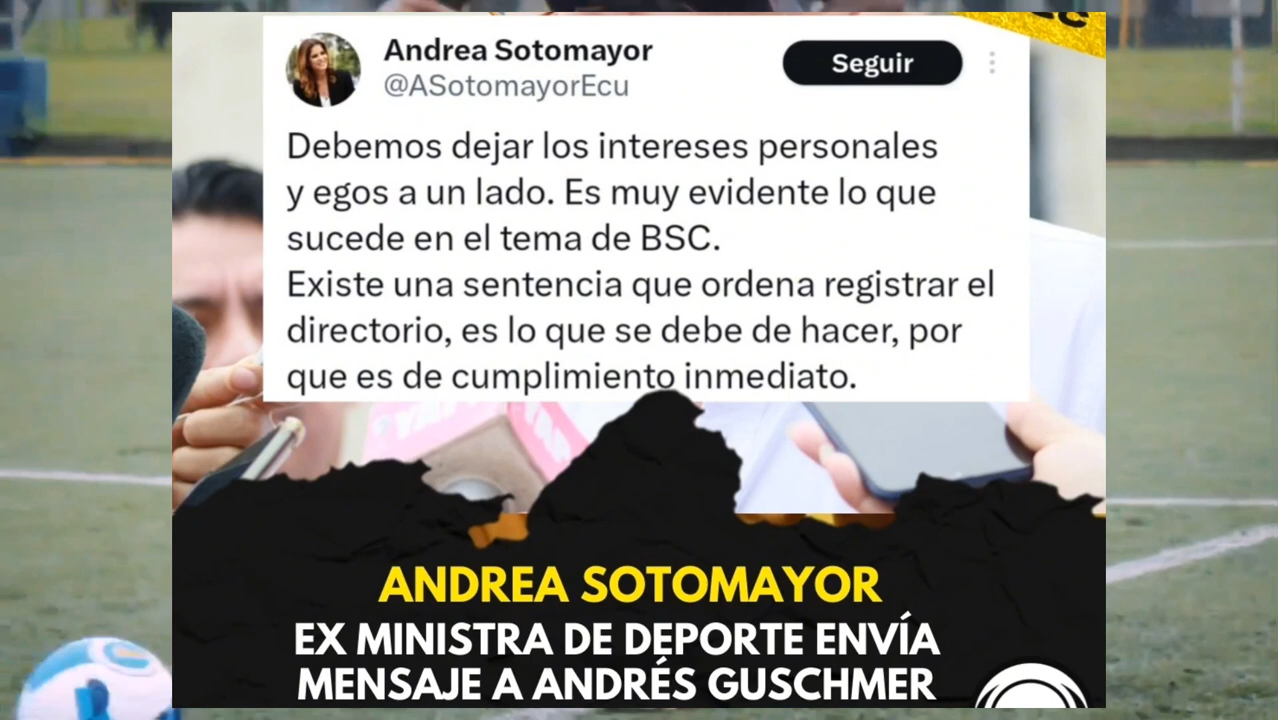 Andrea Sotomayor
Seguir
@ASotomayorEcu
Debemos dejar los intereses personales
y egos a un lado. Es muy evidente lo que
sucede en el tema de BSC.
Existe una sentencia que ordena registrar el
directorio, es lo que se debe de hacer, por
que es de cumplimiento inmediato.
ANDREA SOTOMAYOR
EX MINISTRA DE DEPORTE ENVÍA
MENSAJE A ANDRÉS GUSCHMER